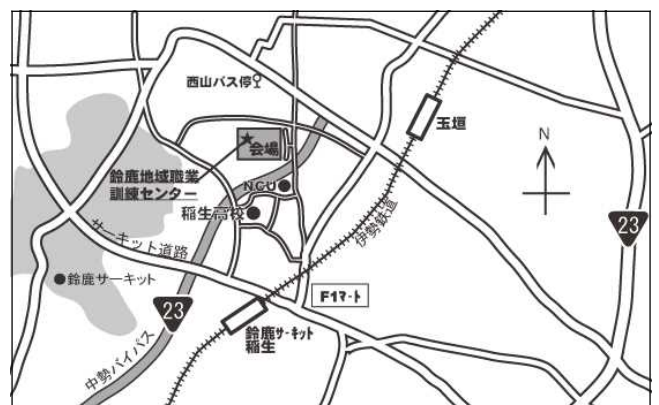 西山バス停
玉垣
N
会場
鈴鹿地域職業
訓練センター
NCU
稲生高校
伊勢鉄道
23
サーキット道路
鈴鹿サーキット
F1マート
23
鈴鹿サーキット
稲生
中勢バイパス